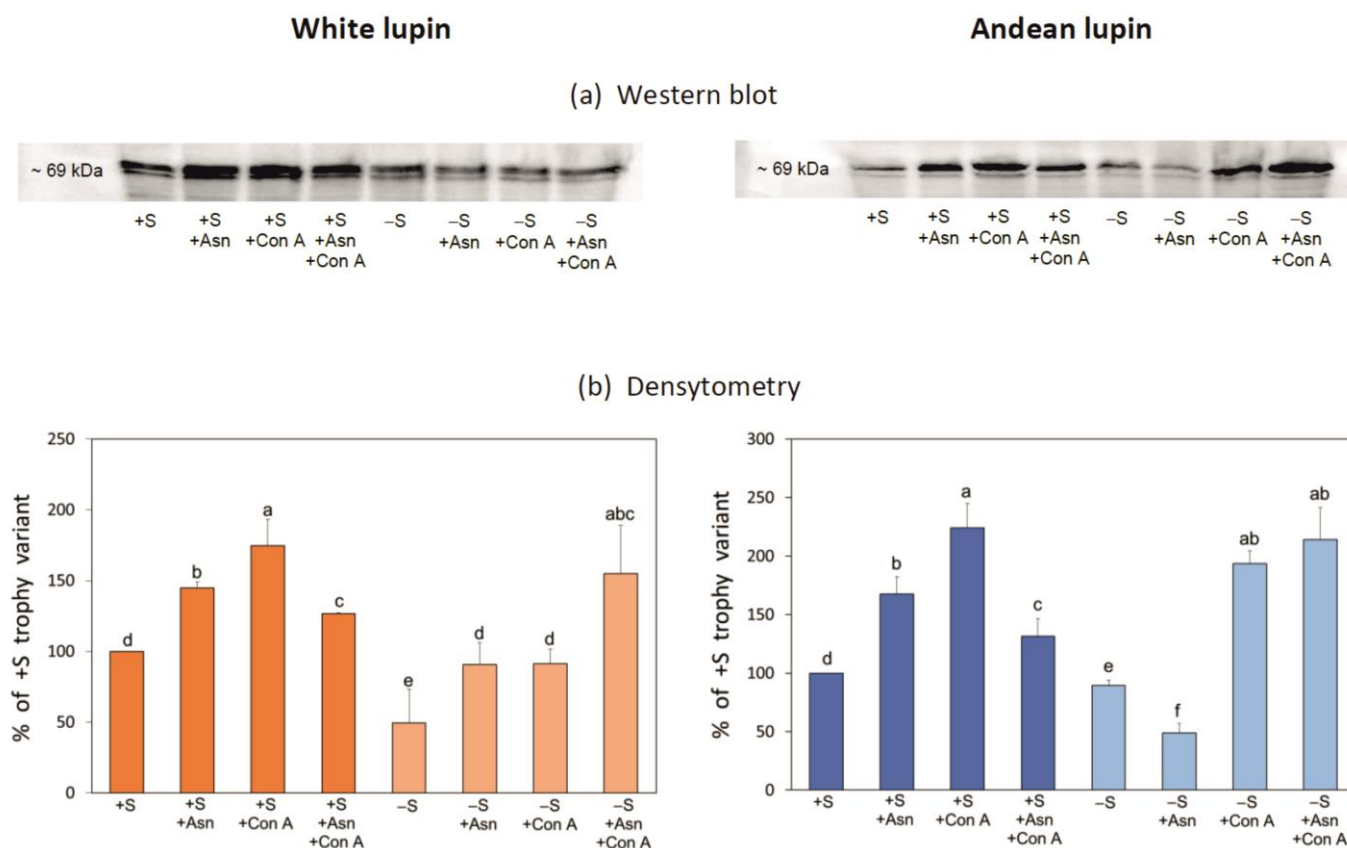 White lupin
Andean lupin
(a) Western blot
~ 69 kDa
+S +S +S +S –S –S –S –S
+Asn +Con A +Asn +Asn +Con A +Asn
+Con A +Con A
~ 69 kDa
+S +S +S +S –S –S –S –S
+Asn +Con A +Asn +Asn +Con A +Asn
+Con A +Con A
(b) Densytometry
% of +S trophy variant
250
200
150
100
50
0
d
b
a
c
e
d
d
abc
+S +S +S +S –S –S –S –S
+Asn +Con A +Asn +Asn +Con A +Asn
+Con A +Con A
% of +S trophy variant
300
250
200
150
100
50
0
d
b
a
c
e
f
ab
ab
+S +S +S +S –S –S –S –S
+Asn +Con A +Asn +Asn +Con A +Asn
+Con A +Con A